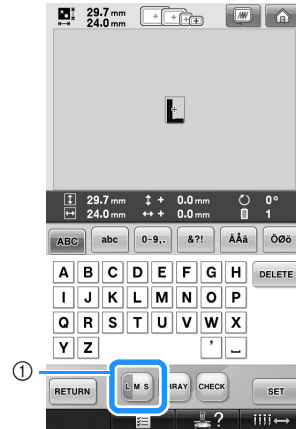 29.7 mm
24.0 mm
L
29.7 mm + 0.0 mm 0°
24.0 mm + 0.0 mm 1
ABC abc 0-9,. &?! ÄÅä ÖØö
A B C D E F G H DELETE
I J K L M N O P
Q R S T U V W X
Y Z ' _
① RETURN L M S RRAY CHECK SET
?